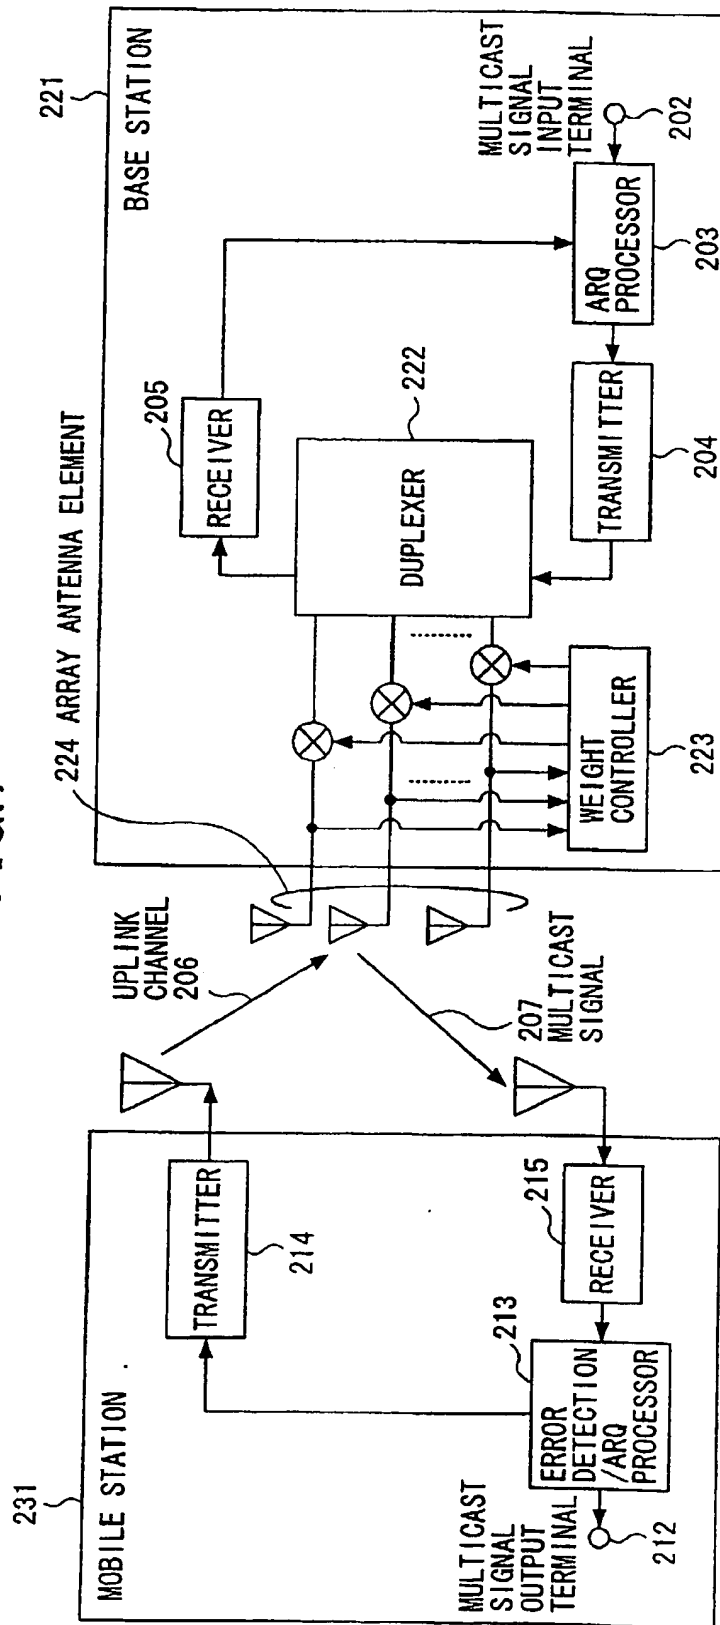 231
MOBILE STATION
TRANSMITTER
214
MULTICAST
SIGNAL
OUTPUT
TERMINAL
212
213
ERROR
DETECTION
/ARQ
PROCESSOR
215
RECEIVER
UPLINK
CHANNEL
206
207
MULTICAST
SIGNAL
224 ARRAY ANTENNA ELEMENT
221
BASE STATION
205
RECEIVER
222
DUPLEXER
WEIGHT
CONTROLLER
223
TRANSMITTER
204
ARQ
PROCESSOR
203
MULTICAST
SIGNAL
INPUT
TERMINAL
202